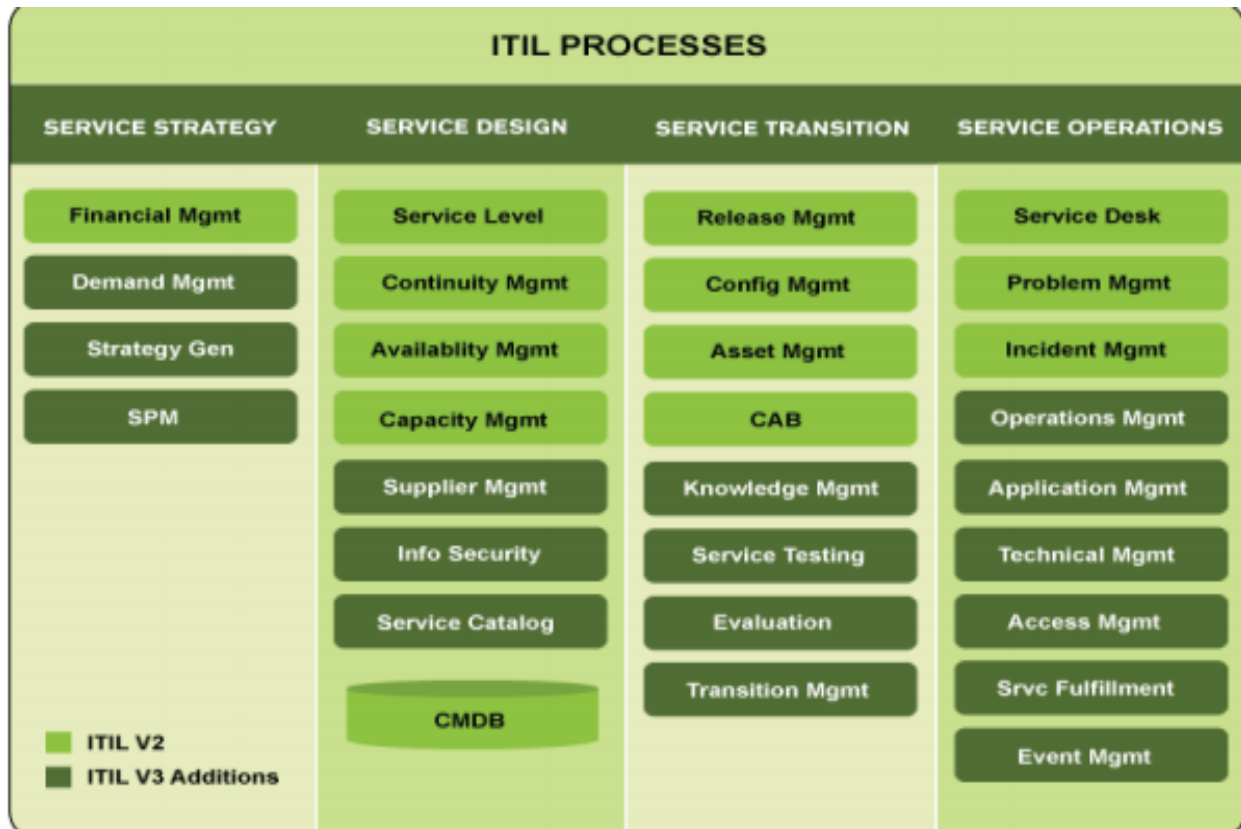 ITIL PROCESSES
SERVICE STRATEGY
SERVICE DESIGN
SERVICE TRANSITION
SERVICE OPERATIONS
Financial Mgmt
Demand Mgmt
Strategy Gen
SPM
ITIL V2
ITIL V3 Additions
Service Level
Continuity Mgmt
Availablity Mgmt
Capacity Mgmt
Supplier Mgmt
Info Security
Service Catalog
CMDB
Release Mgmt
Config Mgmt
Asset Mgmt
CAB
Knowledge Mgmt
Service Testing
Evaluation
Transition Mgmt
Service Desk
Problem Mgmt
Incident Mgmt
Operations Mgmt
Application Mgmt
Technical Mgmt
Access Mgmt
Srvc Fulfillment
Event Mgmt